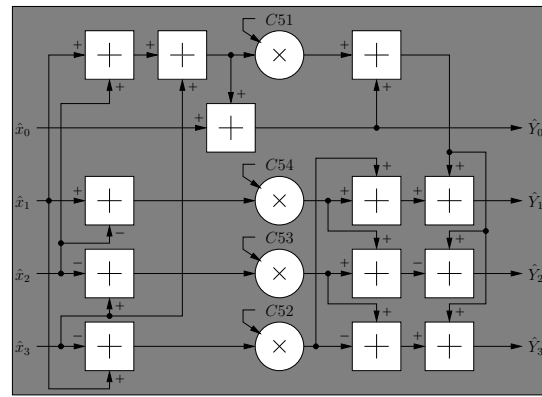 C51
+ + +
+ + +
+
x̂₀ + + Ŷ₀
C54
+ + +
x̂₁ + + + Ŷ₁
−
C53
+ +
x̂₂ − + − Ŷ₂
+
C52
+ +
x̂₃ − − + Ŷ₃
+